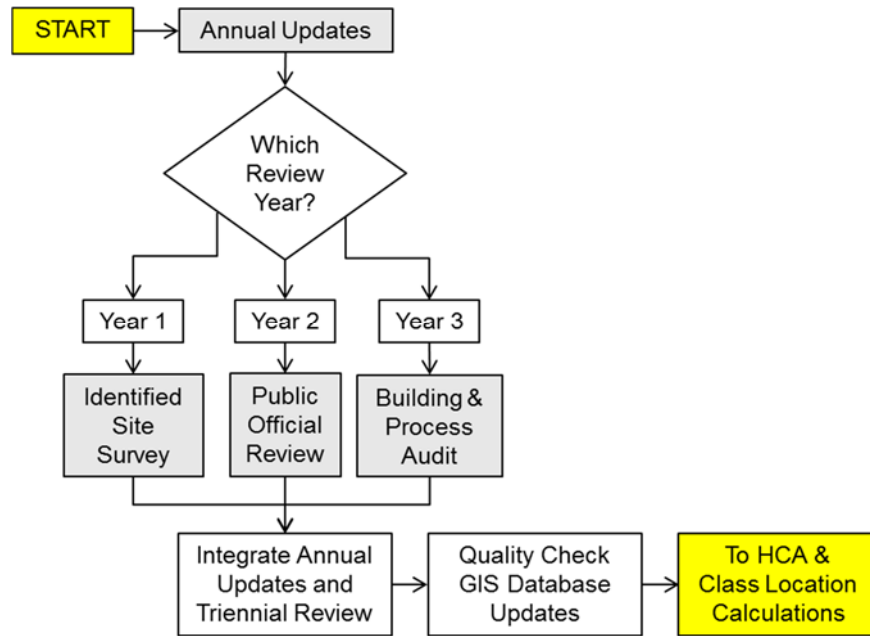 START
Annual Updates
Which
Review
Year?
Year 1
Year 2
Year 3
Identified
Site
Survey
Public
Official
Review
Building &
Process
Audit
Integrate Annual
Updates and
Triennial Review
Quality Check
GIS Database
Updates
To HCA &
Class Location
Calculations